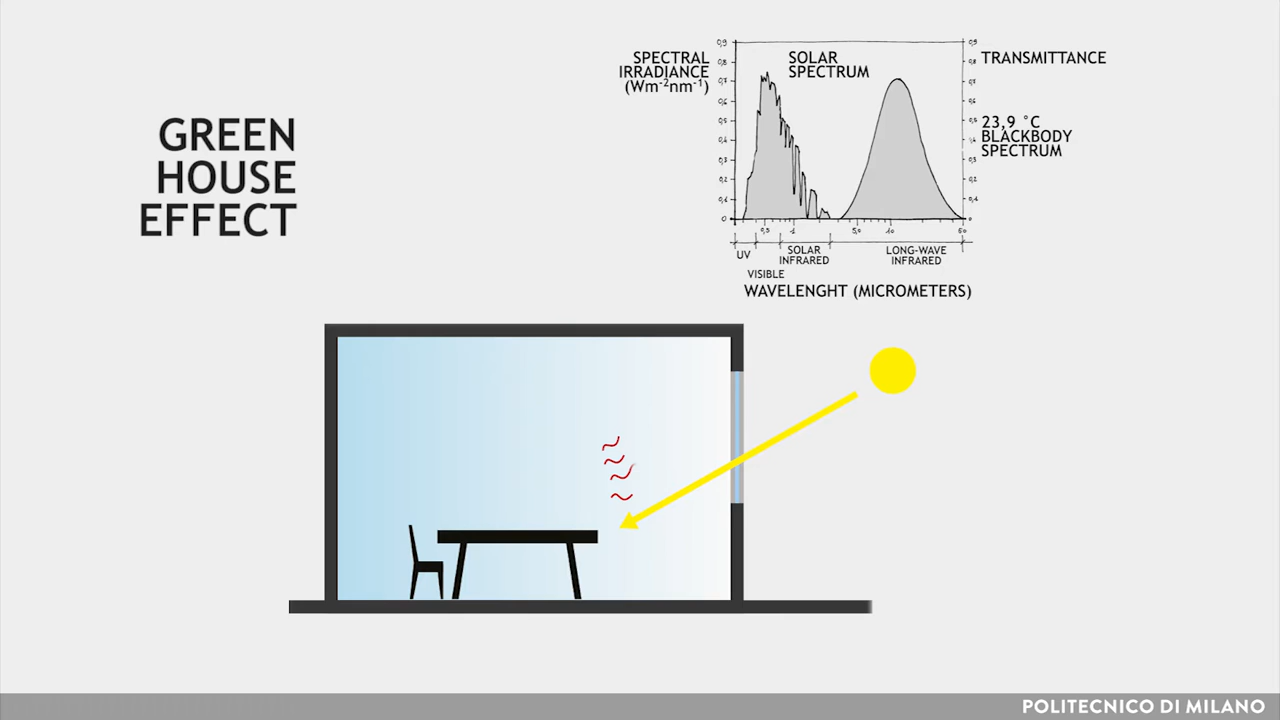 GREEN
HOUSE
EFFECT
SPECTRAL
IRRADIANCE
(Wm-2nm-1)
SOLAR
SPECTRUM
TRANSMITTANCE
23,9 °C
BLACKBODY
SPECTRUM
UV
VISIBLE
SOLAR
INFRARED
LONG-WAVE
INFRARED
WAVELENGHT (MICROMETERS)
POLITECNICO DI MILANO